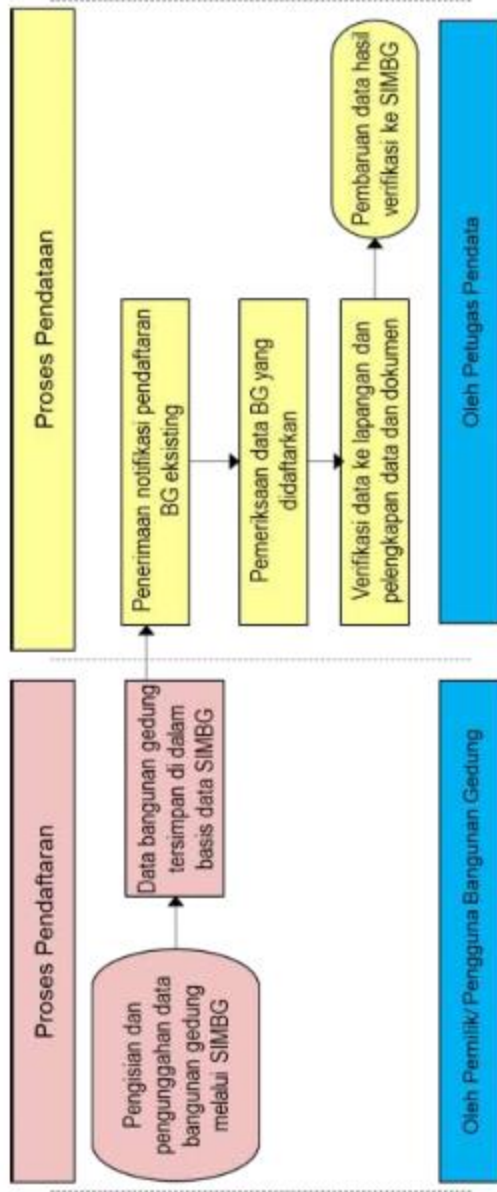 Proses Pendaftaran
Proses Pendataan
Pengisian dan
pengunggahan data
bangunan gedung
melalui SIMBG
Data bangunan gedung
tersimpan di dalam
basis data SIMBG
Penerimaan notifikasi pendaftaran
BG eksisting
Pemeriksaan data BG yang
didaftarkan
Verifikasi data ke lapangan dan
pelengkapan data dan dokumen
Pembaruan data hasil
verifikasi ke SIMBG
Oleh Pemilik/ Pengguna Bangunan Gedung
Oleh Petugas Pendata